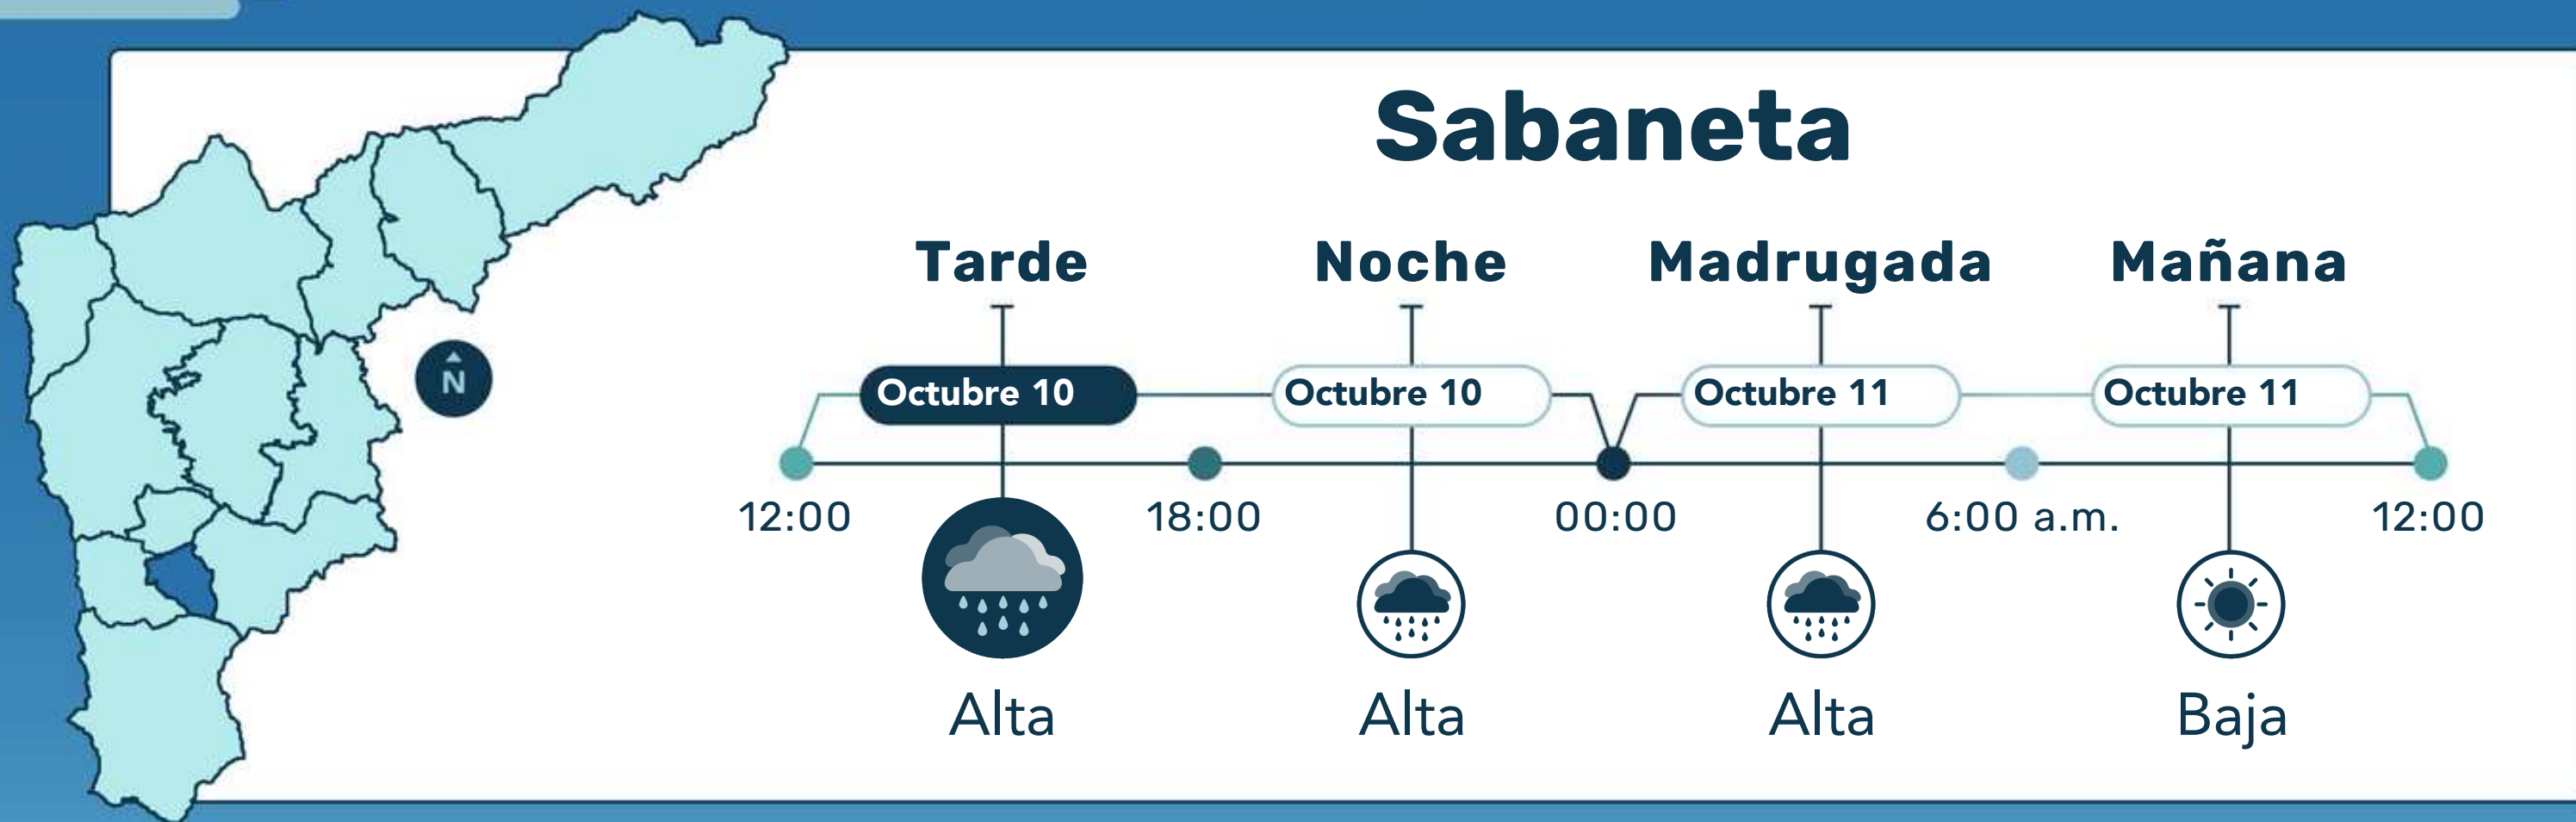 Sabaneta
Tarde Noche Madrugada Mañana
N
Octubre 10 Octubre 10 Octubre 11 Octubre 11
12:00 18:00 00:00 6:00 a.m. 12:00
Alta Alta Alta Baja